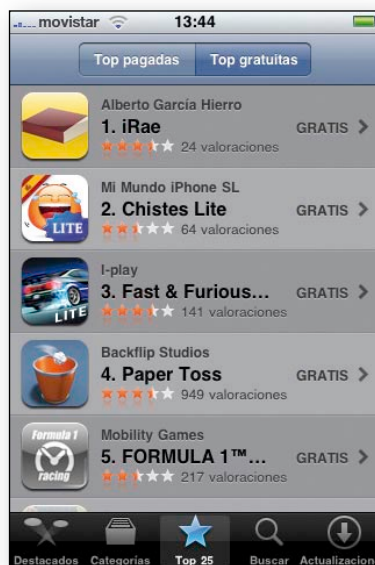 movistar 13:44
Top pagadas Top gratuitas
Alberto García Hierro
1. iRae GRATIS
24 valoraciones
Mi Mundo iPhone SL
LITE
2. Chistes Lite GRATIS
64 valoraciones
I-play
LITE
3. Fast & Furious... GRATIS
141 valoraciones
Backflip Studios
4. Paper Toss GRATIS
949 valoraciones
Mobility Games
Formula 1
racing
5. FORMULA 1™... GRATIS
217 valoraciones
Destacados Categorías Top 25 Buscar Actualizacion